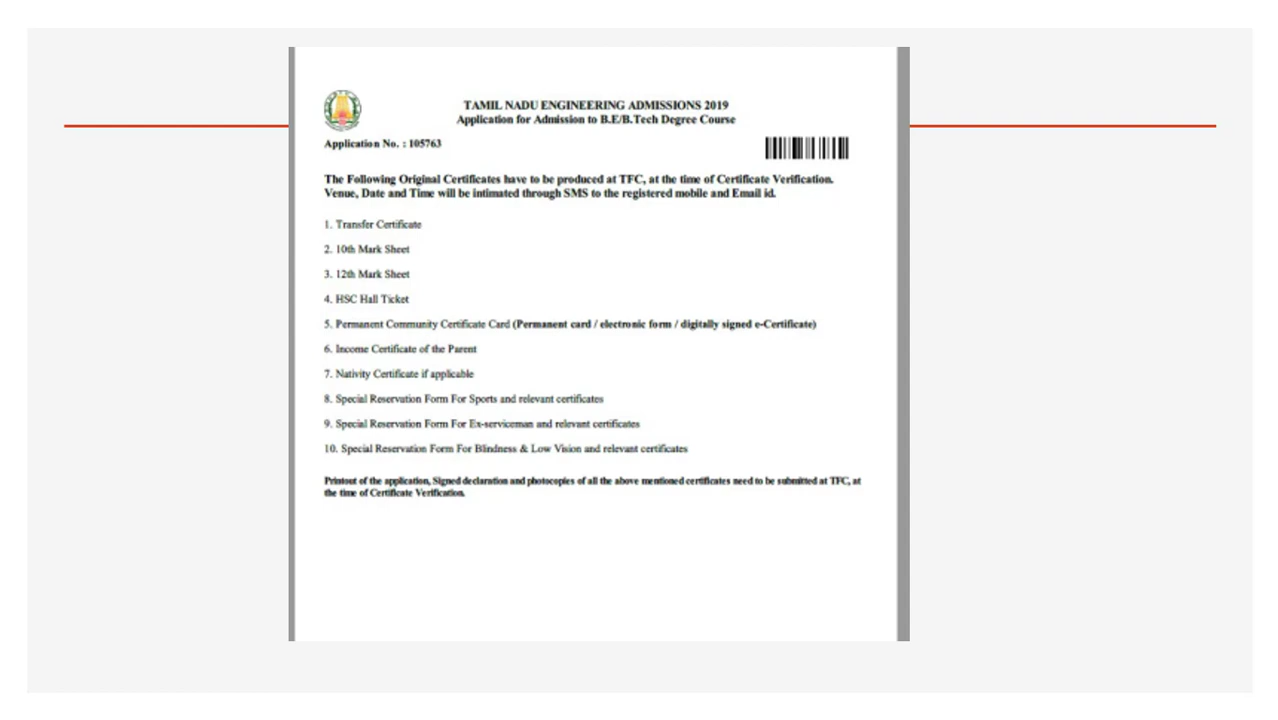 TAMIL NADU ENGINEERING ADMISSIONS 2019
Application for Admission to B.E/B.Tech Degree Course
Application No. : 105763
The Following Original Certificates have to be produced at TFC, at the time of Certificate Verification.
Venue, Date and Time will be intimated through SMS to the registered mobile and Email id.
1. Transfer Certificate
2. 10th Mark Sheet
3. 12th Mark Sheet
4. HSC Hall Ticket
5. Permanent Community Certificate Card (Permanent card / electronic form / digitally signed e-Certificate)
6. Income Certificate of the Parent
7. Nativity Certificate if applicable
8. Special Reservation Form For Sports and relevant certificates
9. Special Reservation Form For Ex-serviceman and relevant certificates
10. Special Reservation Form For Blindness & Low Vision and relevant certificates
Printout of the application, Signed declaration and photocopies of all the above mentioned certificates need to be submitted at TFC, at
the time of Certificate Verification.